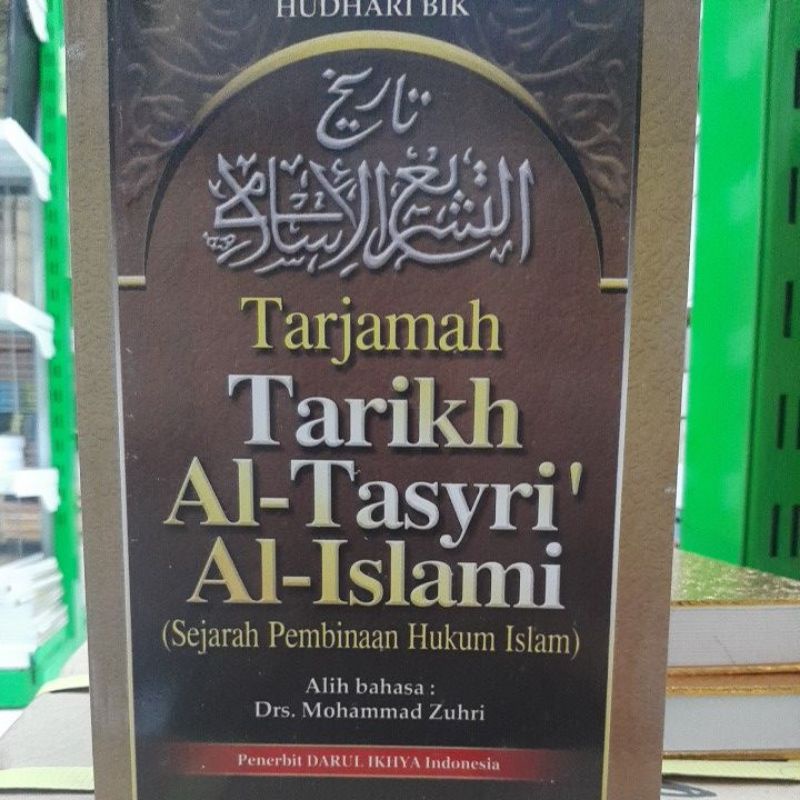 HUDHARI BIK
تاريخ
التشريع الإسلامي
Tarjamah
Tarikh
Al-Tasyri'
Al-Islami
(Sejarah Pembinaan Hukum Islam)
Alih bahasa :
Drs. Mohammad Zuhri
Penerbit DARUL IKHYA Indonesia